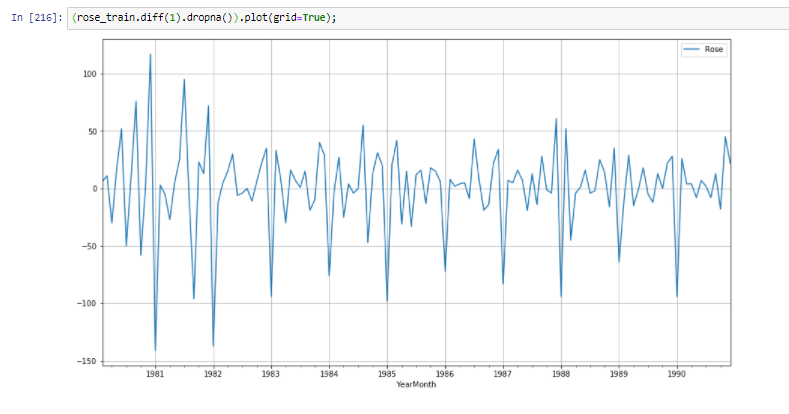 In [216]: (rose_train.diff(1).dropna()).plot(grid=True);
Rose
100
50
0
−50
−100
−150
1981 1982 1983 1984 1985 1986 1987 1988 1989 1990
YearMonth